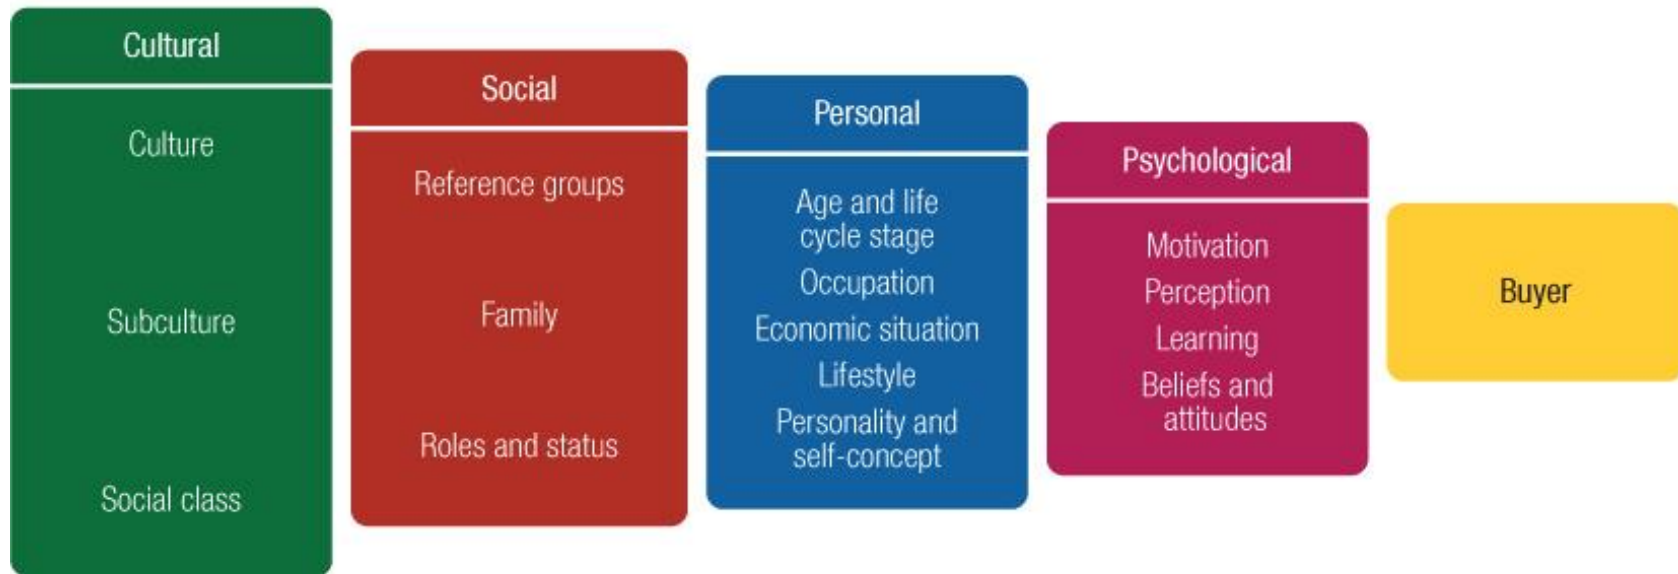 Cultural
Culture
Subculture
Social class
Social
Reference groups
Family
Roles and status
Personal
Age and life
cycle stage
Occupation
Economic situation
Lifestyle
Personality and
self-concept
Psychological
Motivation
Perception
Learning
Beliefs and
attitudes
Buyer